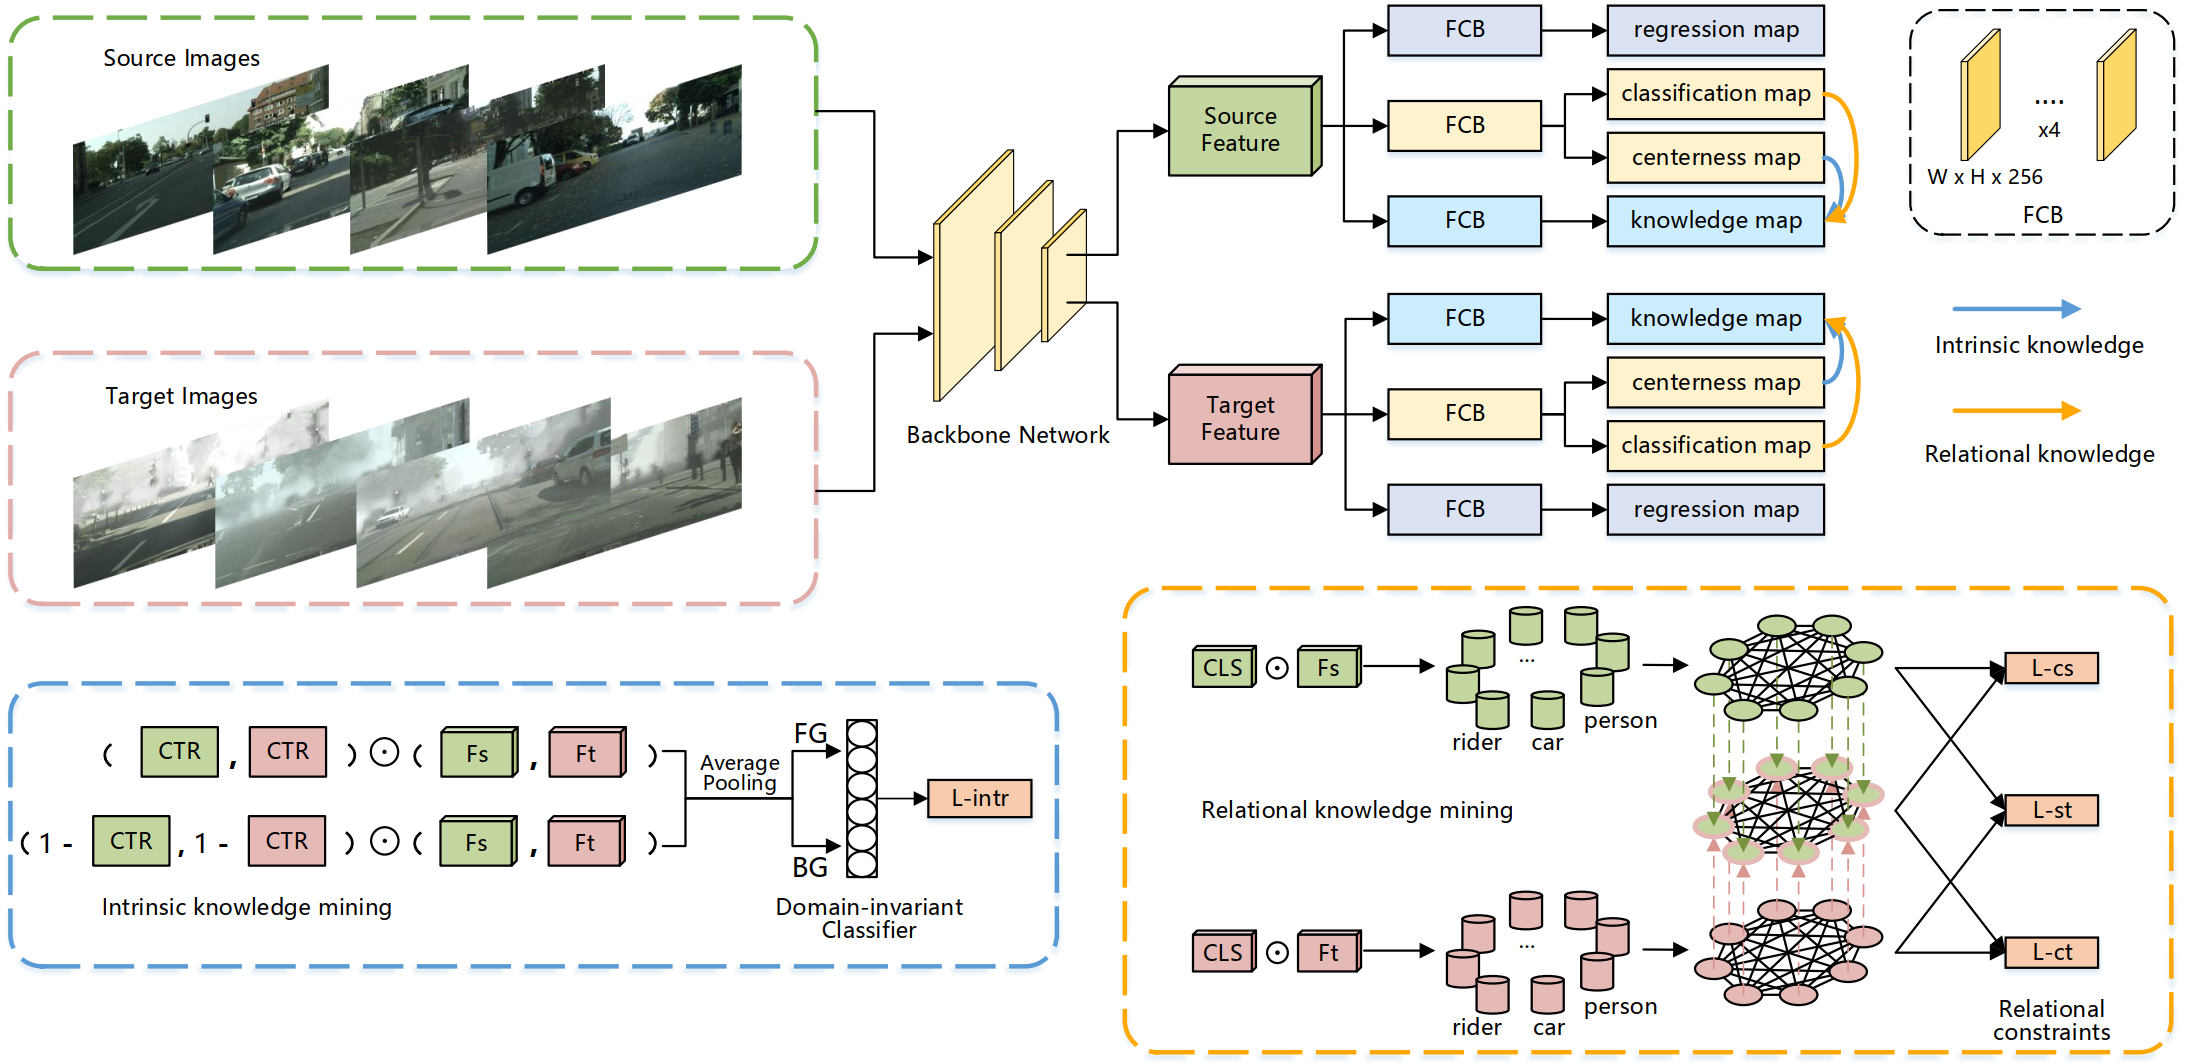 Source Images
Target Images
Backbone Network
Source
Feature
Target
Feature
FCB
regression map
FCB
classification map
centerness map
FCB
knowledge map
FCB
knowledge map
FCB
centerness map
classification map
FCB
regression map
....
x4
W x H x 256
FCB
Intrinsic knowledge
Relational knowledge
( CTR , CTR ) ⊙ ( Fs , Ft )
(1 - CTR , 1 - CTR ) ⊙ ( Fs , Ft )
Average
Pooling
FG
BG
L-intr
Intrinsic knowledge mining
Domain-invariant
Classifier
CLS ⊙ Fs
...
person
rider car
Relational knowledge mining
CLS ⊙ Ft
...
person
rider car
L-cs
L-st
L-ct
Relational
constraints